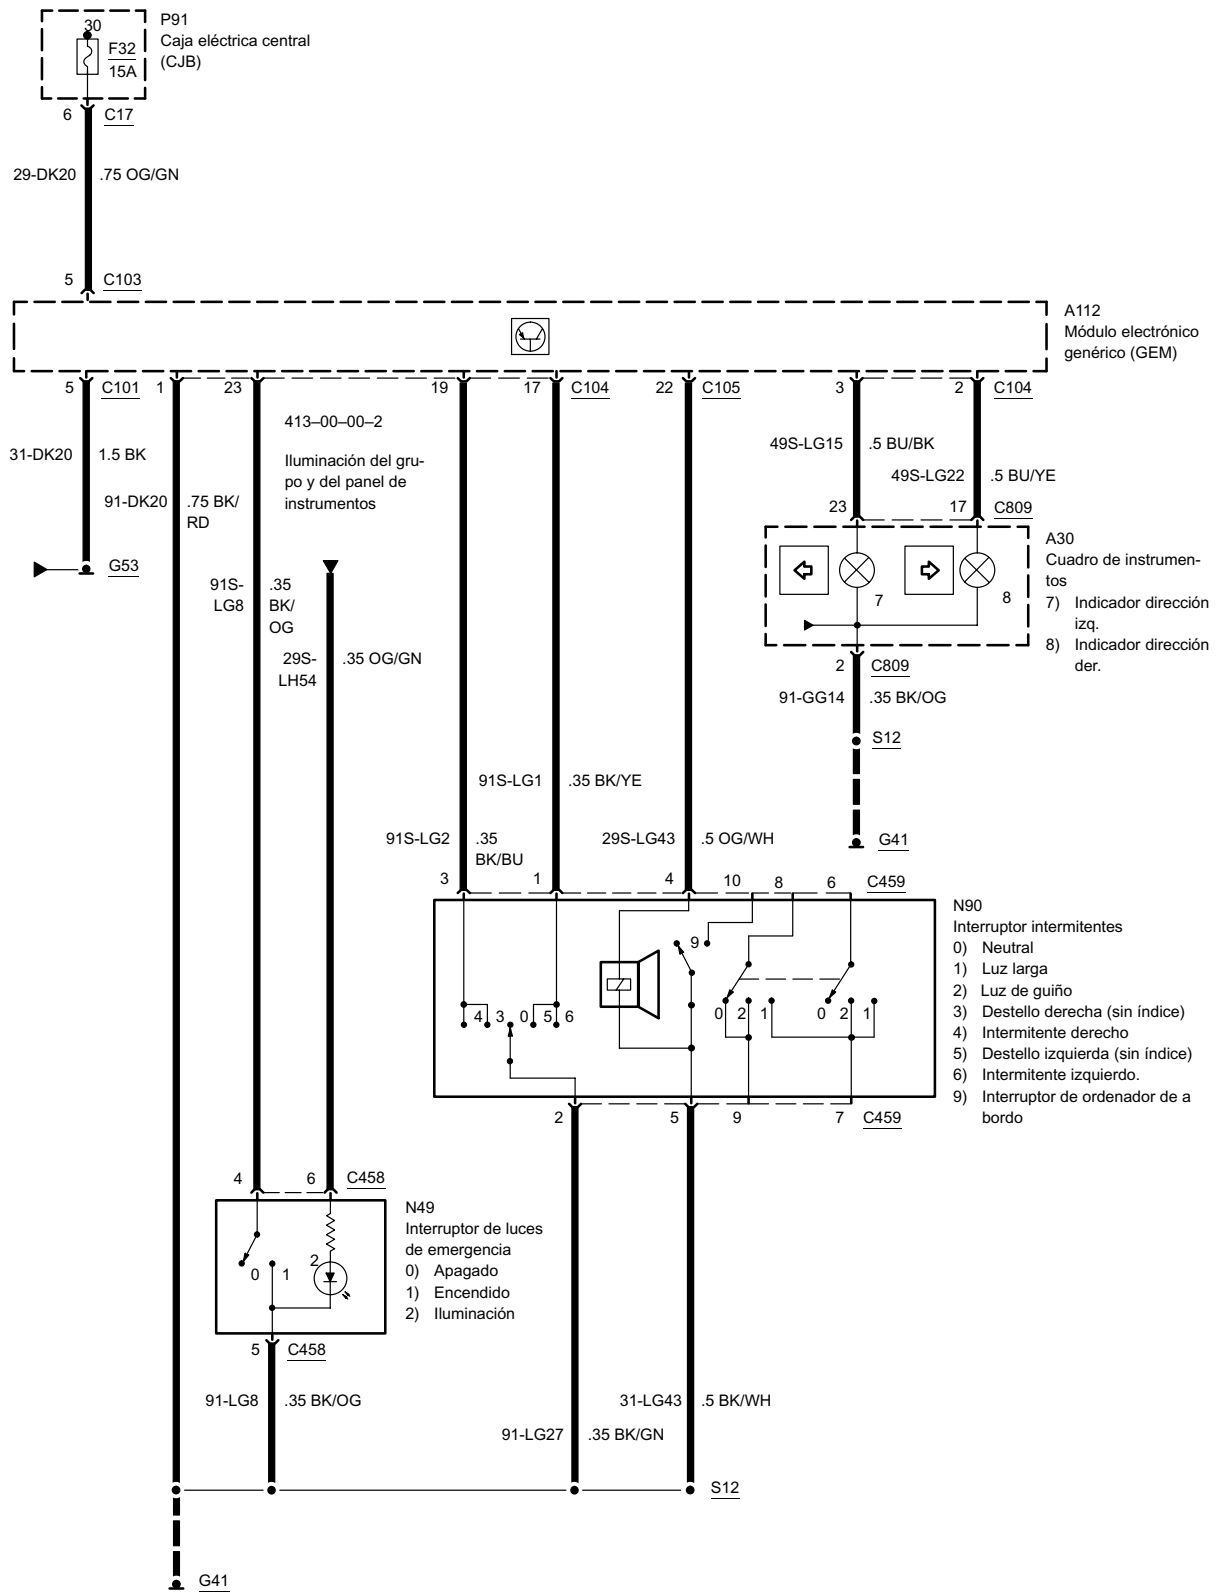 30
F32
15A
P91
Caja eléctrica central
(CJB)
6 C17
29-DK20 .75 OG/GN
5 C103
A112
Módulo electrónico
genérico (GEM)
5 C101 1 23 19 17 C104 22 C105 3 2 C104
413–00–00–2
Iluminación del gru-
po y del panel de
instrumentos
31-DK20 1.5 BK
91-DK20 .75 BK/
RD
49S-LG15 .5 BU/BK
49S-LG22 .5 BU/YE
23 17 C809
G53
A30
Cuadro de instrumen-
tos
7) Indicador dirección
izq.
8) Indicador dirección
der.
7 8
91S-
LG8
.35
BK/
OG
29S-
LH54
.35 OG/GN
2 C809
91-GG14 .35 BK/OG
S12
91S-LG1 .35 BK/YE
91S-LG2 .35
BK/BU
29S-LG43 .5 OG/WH
G41
3 1 4 10 8 6 C459
N90
Interruptor intermitentes
0) Neutral
1) Luz larga
2) Luz de guiño
3) Destello derecha (sin índice)
4) Intermitente derecho
5) Destello izquierda (sin índice)
6) Intermitente izquierdo.
9) Interruptor de ordenador de a
bordo
9
4 3 0 5 6 0 2 1 0 2 1
2 5 9 7 C459
4 6 C458
N49
Interruptor de luces
de emergencia
0) Apagado
1) Encendido
2) Iluminación
2
0 1
5 C458
91-LG8 .35 BK/OG
31-LG43 .5 BK/WH
91-LG27 .35 BK/GN
S12
G41